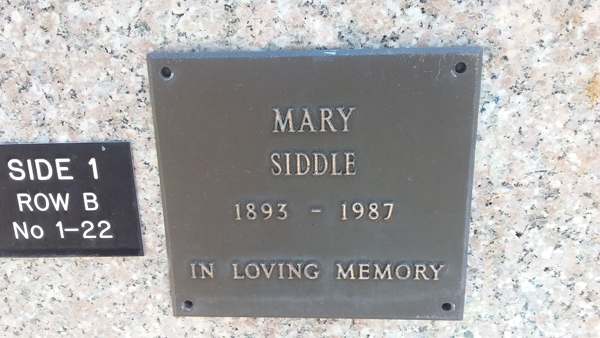 SIDE 1
ROW B
No 1-22
MARY
SIDDLE
1893 - 1987
IN LOVING MEMORY